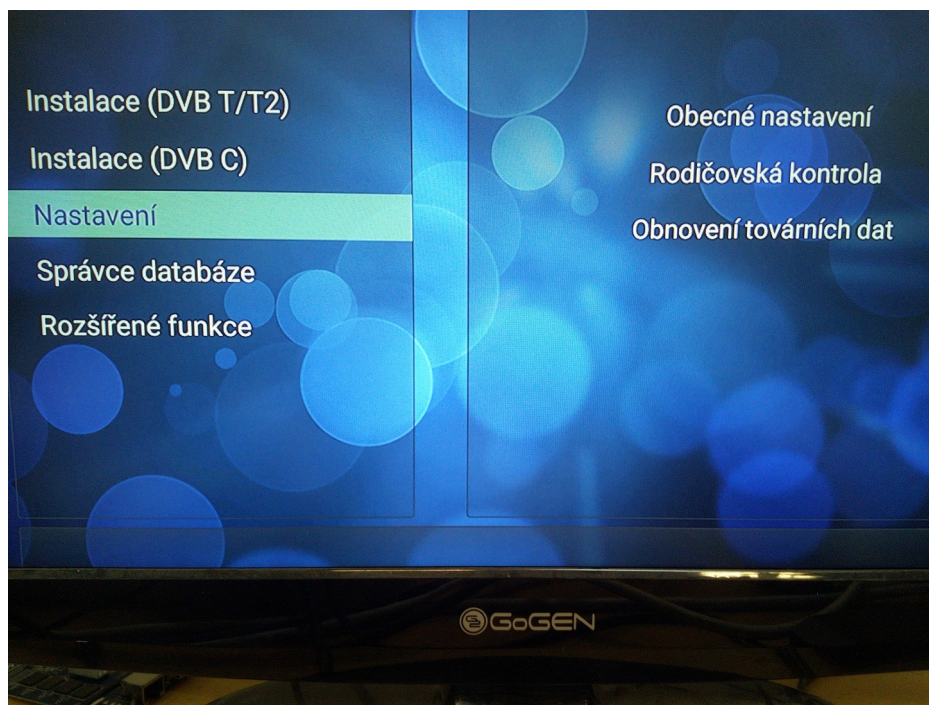 Instalace (DVB T/T2)
Instalace (DVB C)
Nastavení
Správce databáze
Rozšířené funkce
Obecné nastavení
Rodičovská kontrola
Obnovení továrních dat
GoGEN